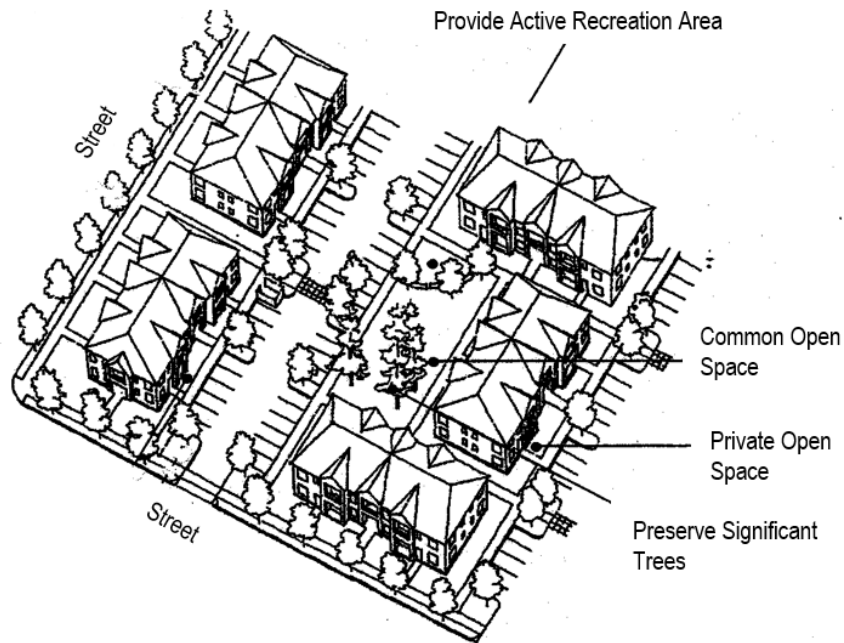 Provide Active Recreation Area
Street
Common Open
Space
Private Open
Space
Street
Preserve Significant
Trees